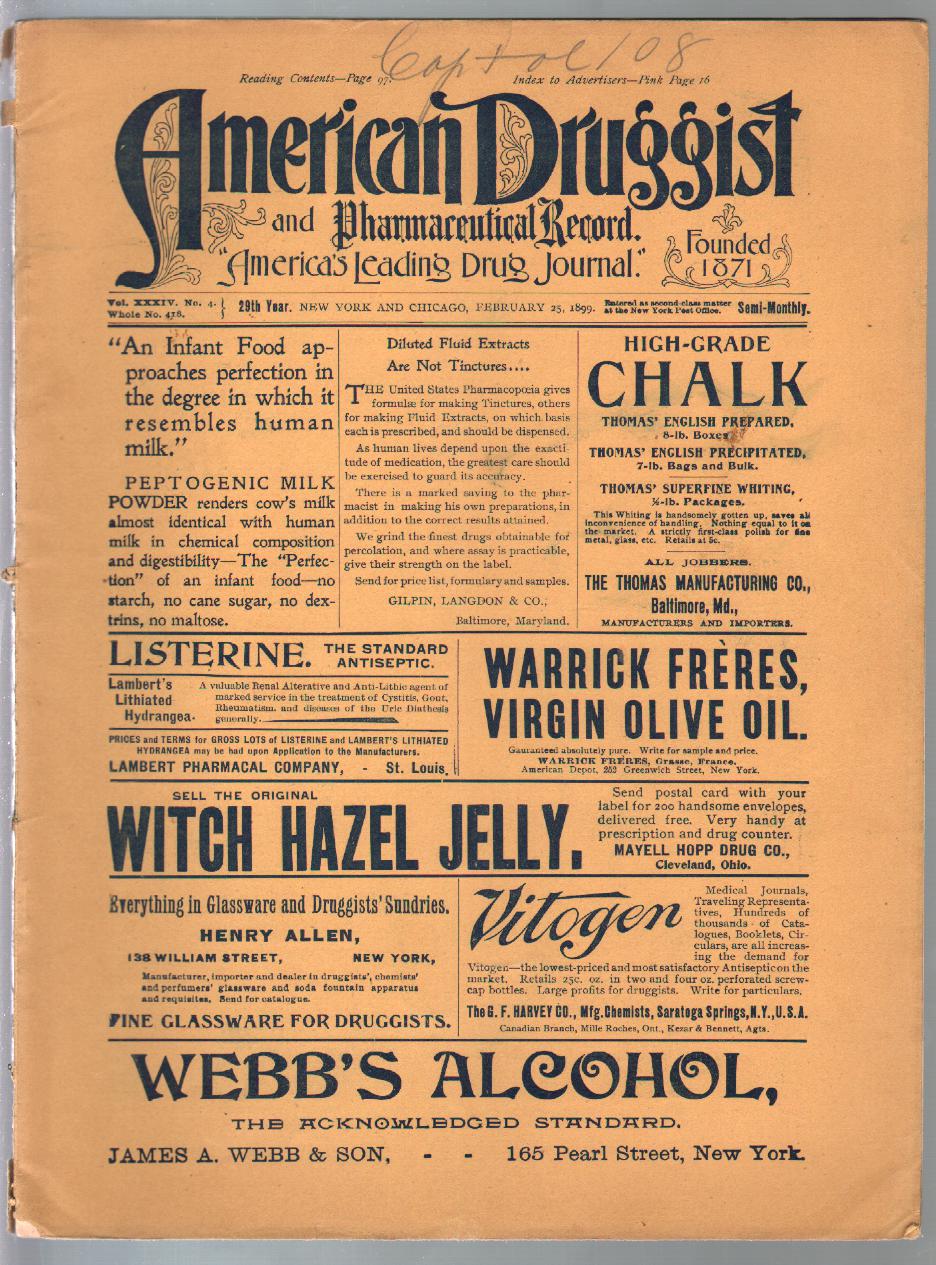 Capitol 108
Reading Contents—Page 97.
Index to Advertisers—Pink Page 16
American Druggist
and Pharmaceutical Record.
"America's Leading Drug Journal."
Founded
1871
Vol. XXXIV. No. 4.
Whole No. 418.
29th Year. NEW YORK AND CHICAGO, FEBRUARY 25, 1899.
Entered as second-class matter
at the New York Post Office.
Semi-Monthly.
"An Infant Food ap-
proaches perfection in
the degree in which it
resembles human
milk."
PEPTOGENIC MILK
POWDER renders cow's milk
almost identical with human
milk in chemical composition
and digestibility—The "Perfec-
tion" of an infant food—no
starch, no cane sugar, no dex-
trins, no maltose.
Diluted Fluid Extracts
Are Not Tinctures....
THE United States Pharmacopœia gives
formulæ for making Tinctures, others
for making Fluid Extracts, on which basis
each is prescribed, and should be dispensed.
As human lives depend upon the exacti-
tude of medication, the greatest care should
be exercised to guard its accuracy.
There is a marked saving to the phar-
macist in making his own preparations, in
addition to the correct results attained.
We grind the finest drugs obtainable for
percolation, and where assay is practicable,
give their strength on the label.
Send for price list, formulary and samples.
GILPIN, LANGDON & CO.,
Baltimore, Maryland.
HIGH-GRADE
CHALK
THOMAS' ENGLISH PREPARED,
8-lb. Boxes
THOMAS' ENGLISH PRECIPITATED,
7-lb. Bags and Bulk.
THOMAS' SUPERFINE WHITING,
½-lb. Packages.
This Whiting is handsomely gotten up, saves all
inconvenience of handling. Nothing equal to it on
the market. A strictly first-class polish for fine
metal, glass, etc. Retails at 5c.
ALL JOBBERS.
THE THOMAS MANUFACTURING CO.,
Baltimore, Md.,
MANUFACTURERS AND IMPORTERS.
LISTERINE. THE STANDARD
ANTISEPTIC.
Lambert's
Lithiated
Hydrangea.
A valuable Renal Alterative and Anti-Lithic agent of
marked service in the treatment of Cystitis, Gout,
Rheumatism, and diseases of the Uric Diathesis
generally.
PRICES and TERMS for GROSS LOTS of LISTERINE and LAMBERT'S LITHIATED
HYDRANGEA may be had upon Application to the Manufacturers.
LAMBERT PHARMACAL COMPANY, - St. Louis.
WARRICK FRÈRES,
VIRGIN OLIVE OIL.
Gauranteed absolutely pure. Write for sample and price.
WARRICK FRÈRES, Grasse, France.
American Depot, 252 Greenwich Street, New York.
SELL THE ORIGINAL
WITCH HAZEL JELLY.
Send postal card with your
label for 200 handsome envelopes,
delivered free. Very handy at
prescription and drug counter.
MAYELL HOPP DRUG CO.,
Cleveland, Ohio.
Everything in Glassware and Druggists' Sundries.
HENRY ALLEN,
138 WILLIAM STREET, NEW YORK,
Manufacturer, importer and dealer in druggists', chemists'
and perfumers' glassware and soda fountain apparatus
and requisites. Send for catalogue.
FINE GLASSWARE FOR DRUGGISTS.
Vitogen
Medical Journals,
Traveling Representa-
tives, Hundreds of
thousands of Cata-
logues, Booklets, Cir-
culars, are all increas-
ing the demand for
Vitogen—the lowest-priced and most satisfactory Antiseptic on the
market. Retails 25c. oz. in two and four oz. perforated screw-
cap bottles. Large profits for druggists. Write for particulars.
The G. F. HARVEY CO., Mfg. Chemists, Saratoga Springs, N.Y., U.S.A.
Canadian Branch, Mille Roches, Ont., Kezar & Bennett, Agts.
WEBB'S ALCOHOL,
THE ACKNOWLEDGED STANDARD.
JAMES A. WEBB & SON, - - 165 Pearl Street, New York.